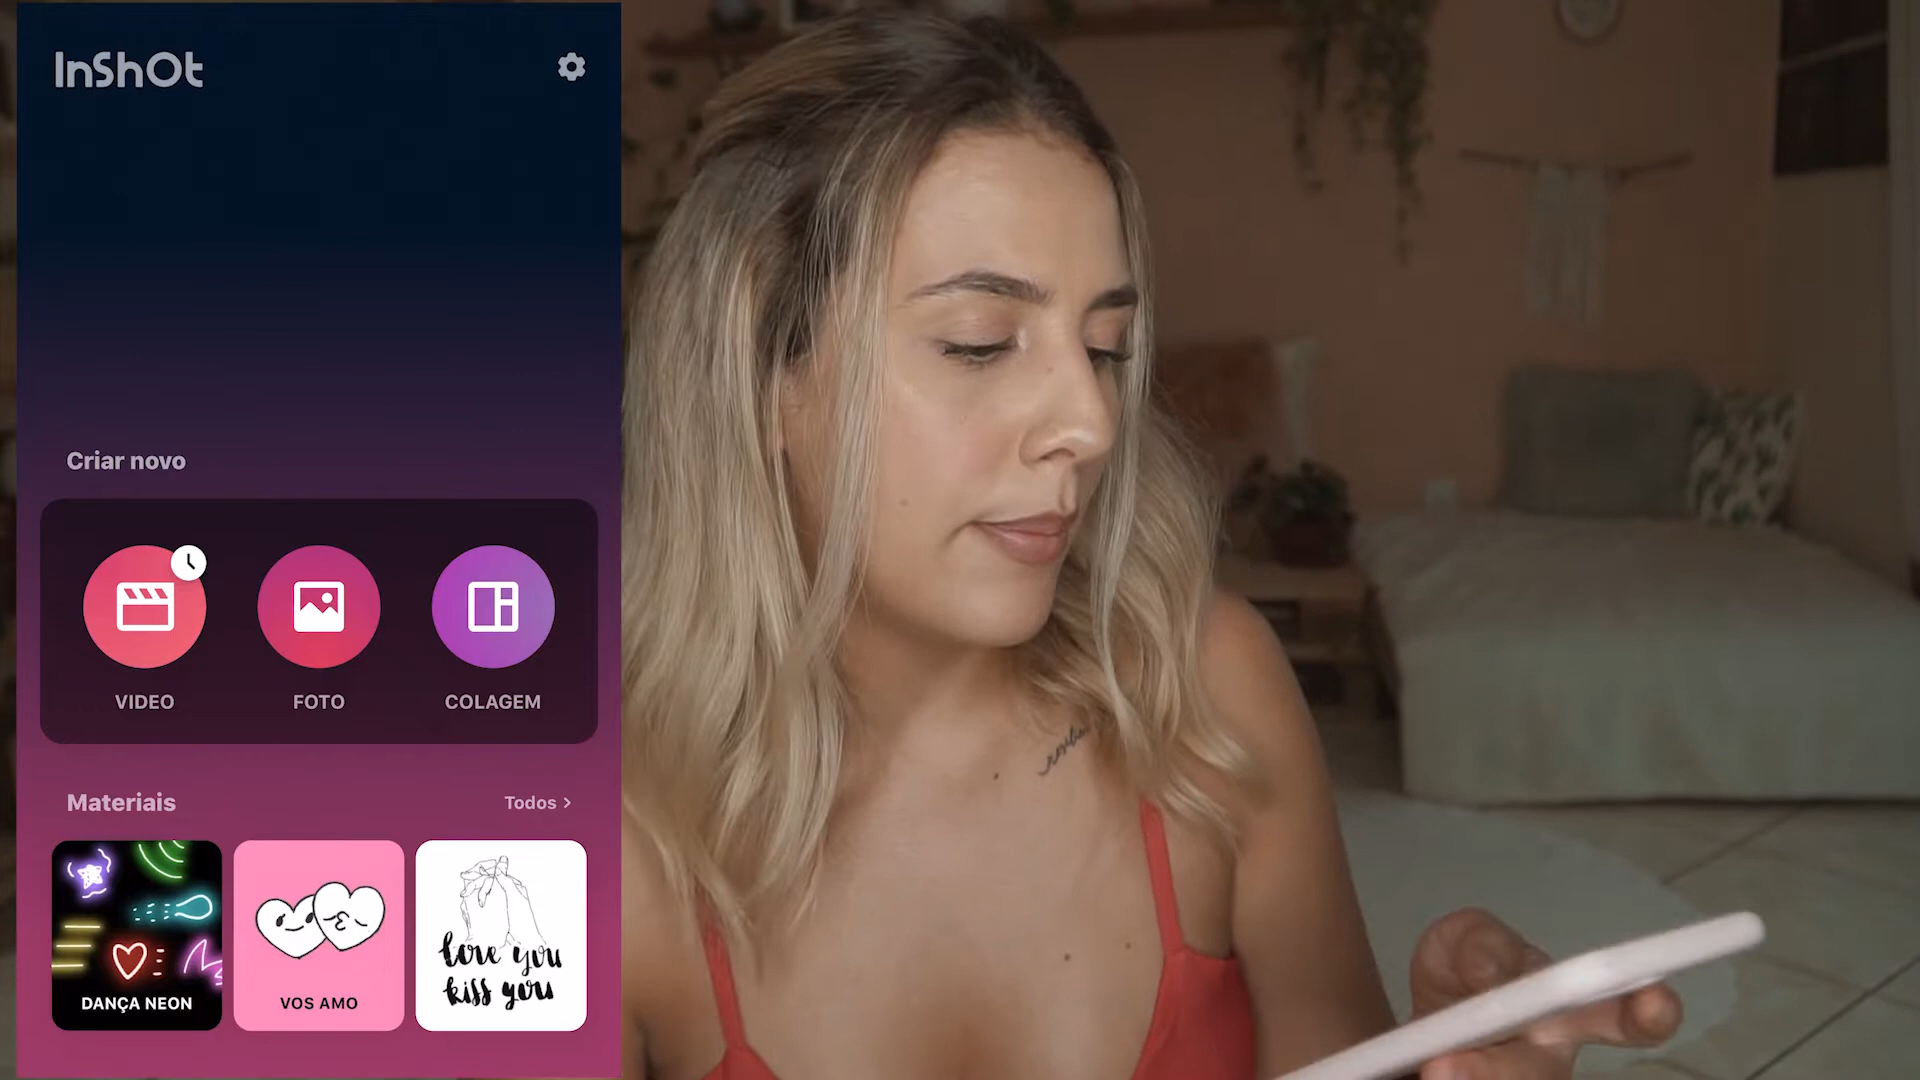 InShOt
Criar novo
VIDEO
FOTO
COLAGEM
Materiais
Todos >
DANÇA NEON
VOS AMO
love you
kiss you